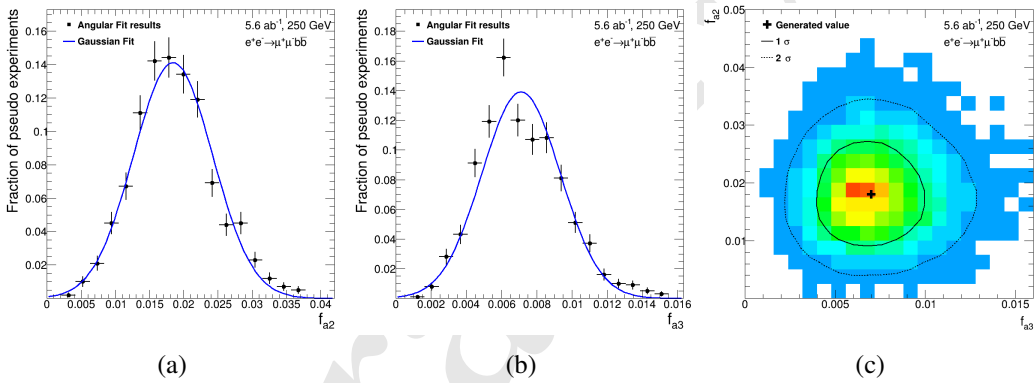 Angular Fit results
Gaussian Fit
5.6 ab⁻¹, 250 GeV
e⁺e⁻→μ⁺μ⁻bb̄
Fraction of pseudo experiments
0.16
0.14
0.12
0.1
0.08
0.06
0.04
0.02
0 0.005 0.01 0.015 0.02 0.025 0.03 0.035 0.04
f_a2
(a)
Angular Fit results
Gaussian Fit
5.6 ab⁻¹, 250 GeV
e⁺e⁻→μ⁺μ⁻bb̄
Fraction of pseudo experiments
0.18
0.16
0.14
0.12
0.1
0.08
0.06
0.04
0.02
0 0.002 0.004 0.006 0.008 0.01 0.012 0.014 0.016
f_a3
(b)
f_a2
0.05
0.04
0.03
0.02
0.01
Generated value
1 σ
2 σ
5.6 ab⁻¹, 250 GeV
e⁺e⁻→μ⁺μ⁻bb̄
0 0.005 0.01 0.015
f_a3
(c)